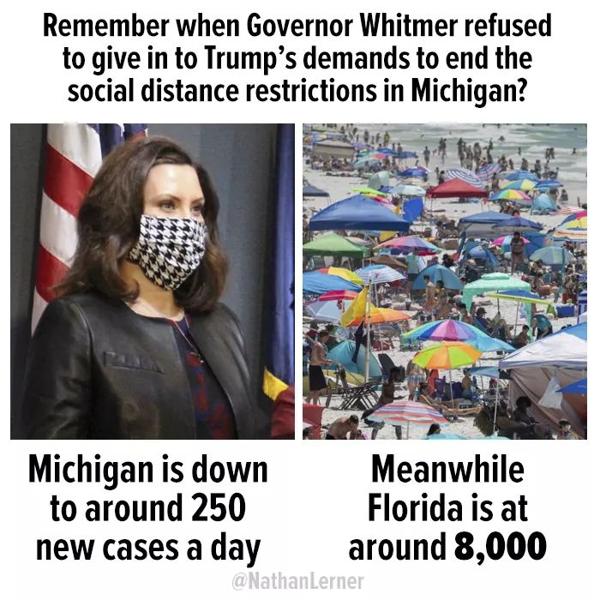 Remember when Governor Whitmer refused
to give in to Trump's demands to end the
social distance restrictions in Michigan?
Michigan is down
to around 250
new cases a day
Meanwhile
Florida is at
around 8,000
@NathanLerner